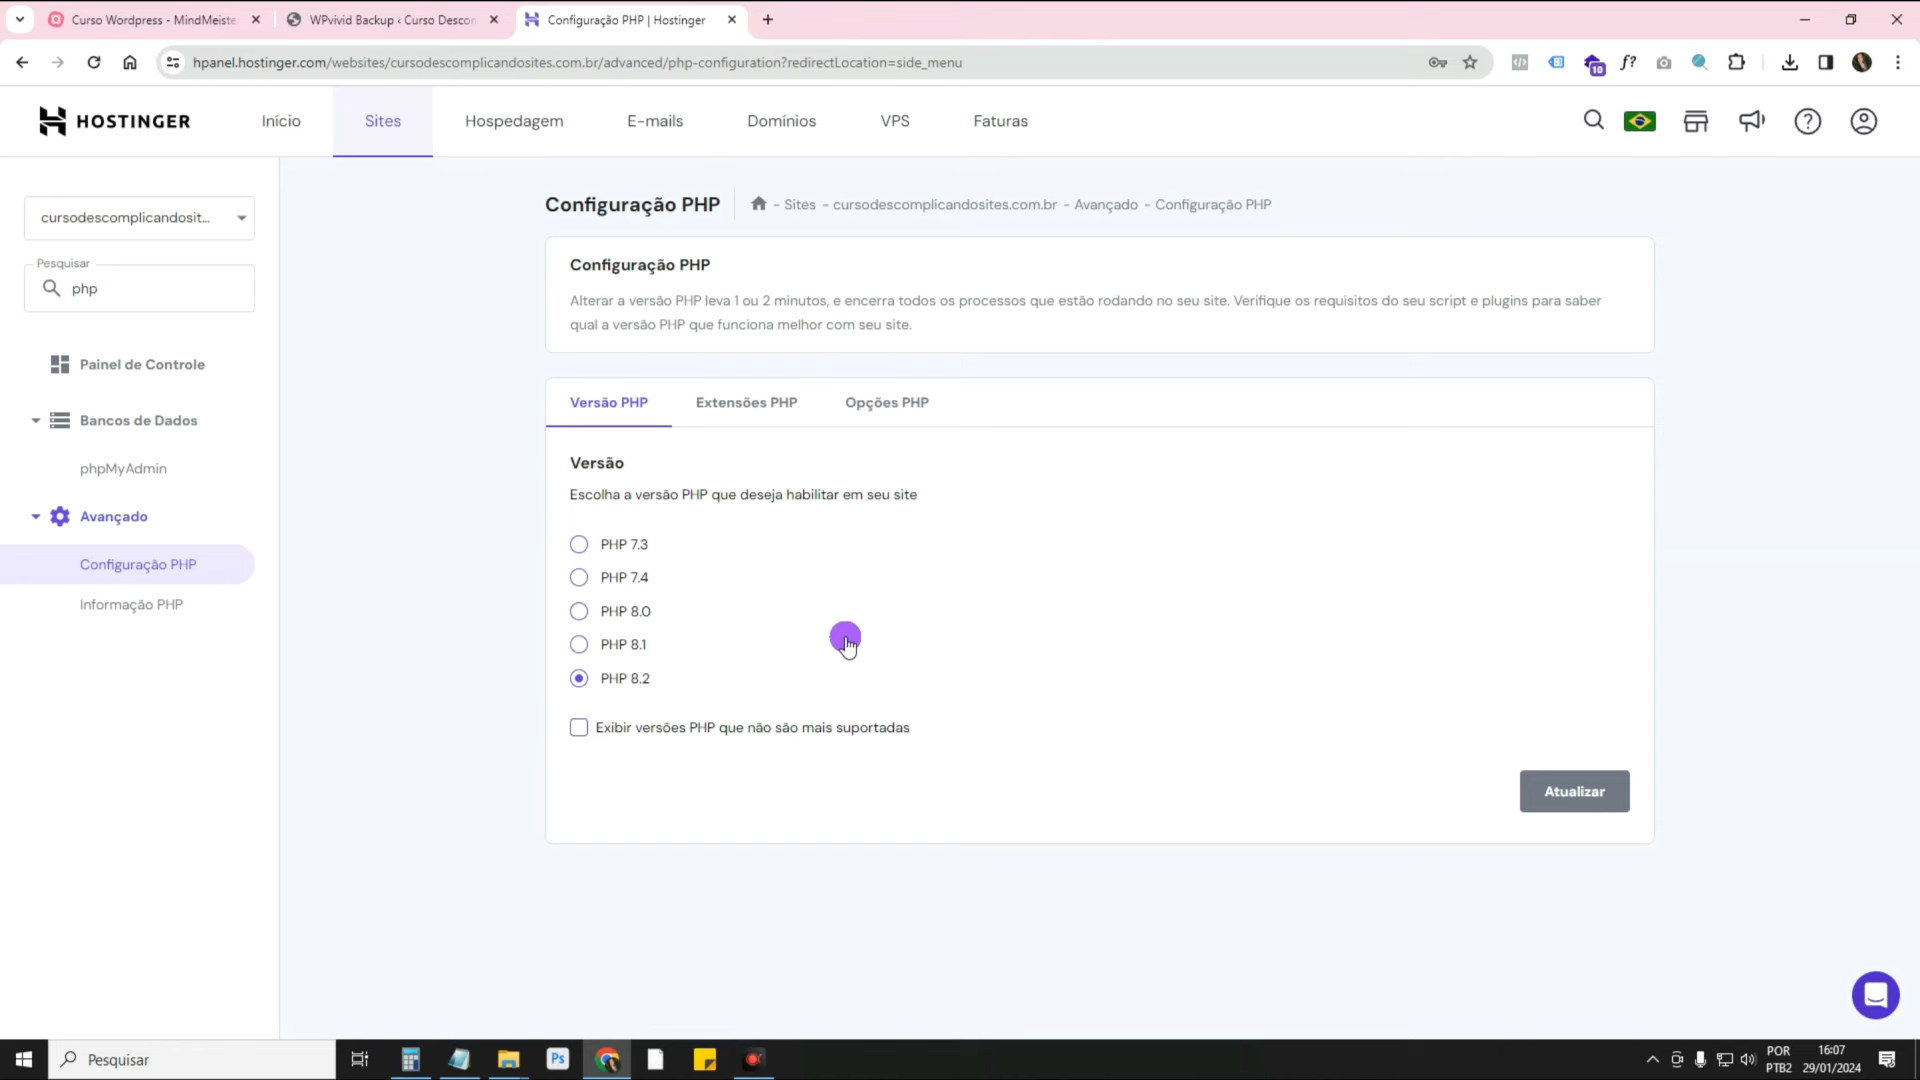 Curso Wordpress - MindMeiste
WPvivid Backup ‹ Curso Descon
Configuração PHP | Hostinger
hpanel.hostinger.com/websites/cursodescomplicandosites.com.br/advanced/php-configuration?redirectLocation=side_menu
10
f?
HOSTINGER
Início
Sites
Hospedagem
E-mails
Domínios
VPS
Faturas
cursodescomplicandosit...
Pesquisar
php
Painel de Controle
Bancos de Dados
phpMyAdmin
Avançado
Configuração PHP
Informação PHP
Configuração PHP
- Sites - cursodescomplicandosites.com.br - Avançado - Configuração PHP
Configuração PHP
Alterar a versão PHP leva 1 ou 2 minutos, e encerra todos os processos que estão rodando no seu site. Verifique os requisitos do seu script e plugins para saber
qual a versão PHP que funciona melhor com seu site.
Versão PHP
Extensões PHP
Opções PHP
Versão
Escolha a versão PHP que deseja habilitar em seu site
PHP 7.3
PHP 7.4
PHP 8.0
PHP 8.1
PHP 8.2
Exibir versões PHP que não são mais suportadas
Atualizar
Pesquisar
Ps
POR
PTB2
16:07
29/01/2024